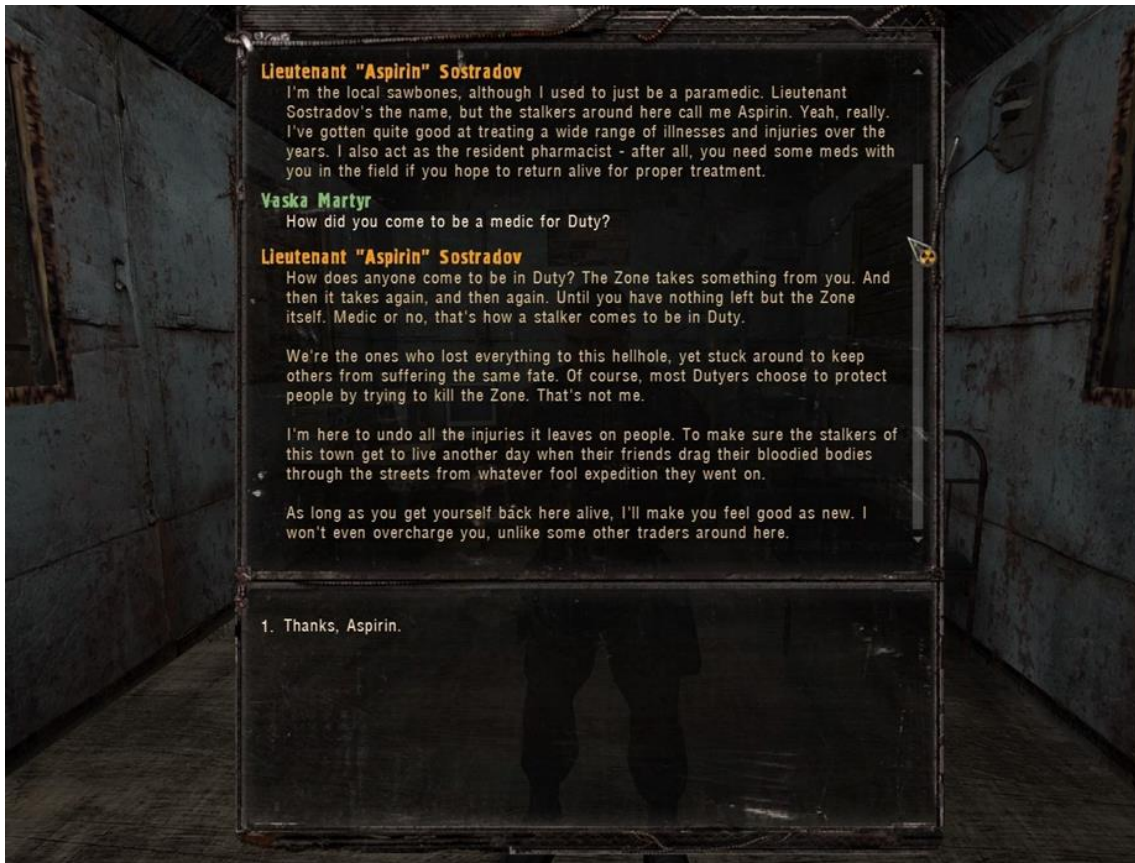 Lieutenant "Aspirin" Sostradov
I'm the local sawbones, although I used to just be a paramedic. Lieutenant
Sostradov's the name, but the stalkers around here call me Aspirin. Yeah, really.
I've gotten quite good at treating a wide range of illnesses and injuries over the
years. I also act as the resident pharmacist - after all, you need some meds with
you in the field if you hope to return alive for proper treatment.
Vaska Martyr
How did you come to be a medic for Duty?
Lieutenant "Aspirin" Sostradov
How does anyone come to be in Duty? The Zone takes something from you. And
then it takes again, and then again. Until you have nothing left but the Zone
itself. Medic or no, that's how a stalker comes to be in Duty.
We're the ones who lost everything to this hellhole, yet stuck around to keep
others from suffering the same fate. Of course, most Dutyers choose to protect
people by trying to kill the Zone. That's not me.
I'm here to undo all the injuries it leaves on people. To make sure the stalkers of
this town get to live another day when their friends drag their bloodied bodies
through the streets from whatever fool expedition they went on.
As long as you get yourself back here alive, I'll make you feel good as new. I
won't even overcharge you, unlike some other traders around here.
1. Thanks, Aspirin.